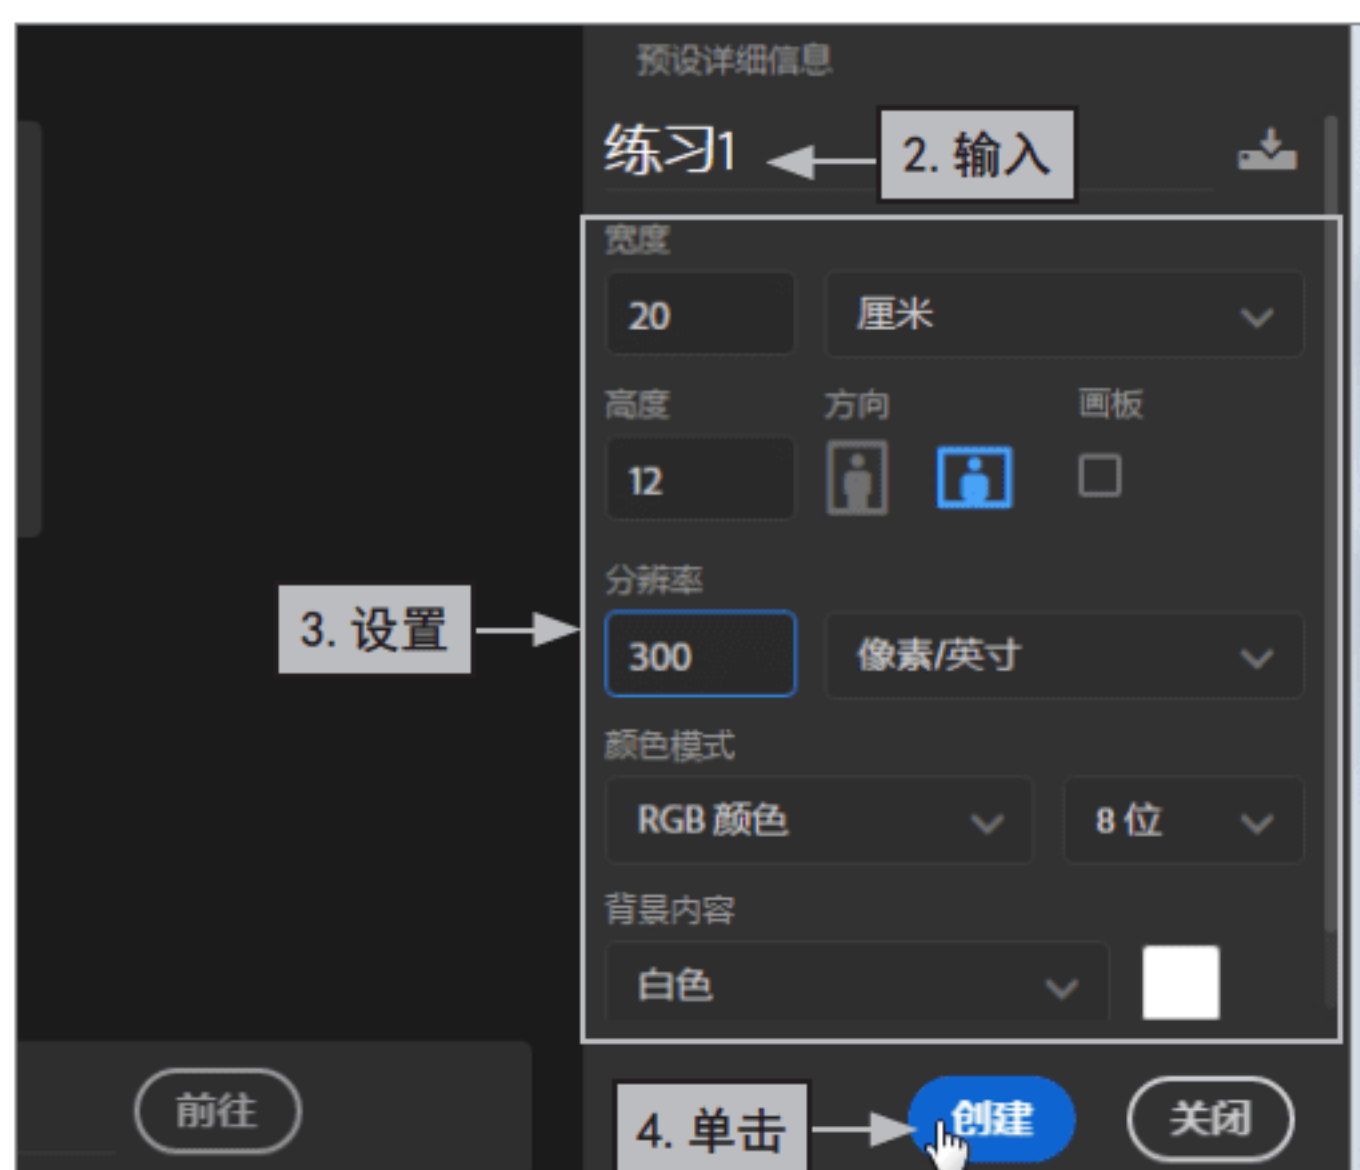 预设详细信息
练习1
2. 输入
宽度
20 厘米
高度 方向 画板
12
分辨率
3. 设置
300 像素/英寸
颜色模式
RGB 颜色 8 位
背景内容
白色
前往
4. 单击
创建 关闭